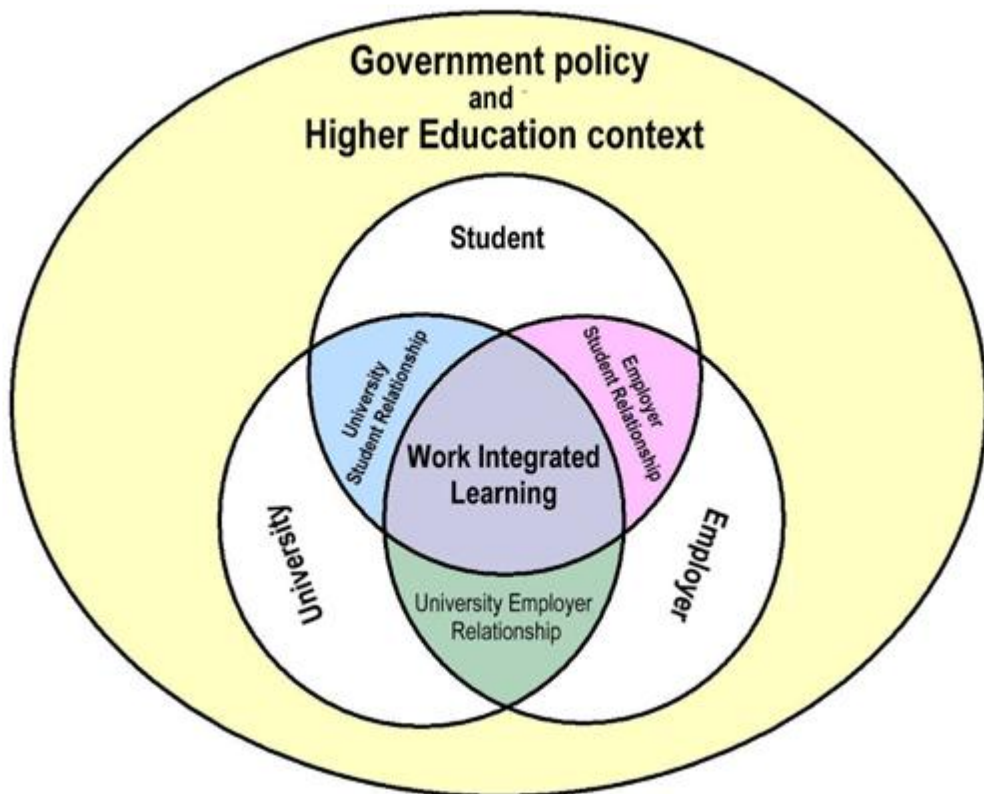 Government policy
and
Higher Education context
Student
University
Student Relationship
Employer
Student Relationship
Work Integrated
Learning
University
Employer
University Employer
Relationship